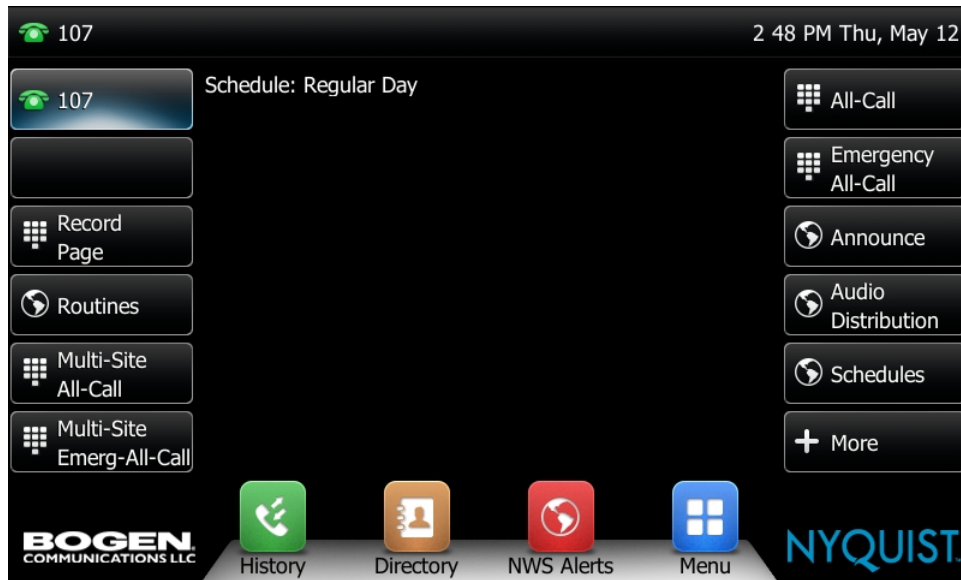 107
2 48 PM Thu, May 12
107
Schedule: Regular Day
All-Call
Emergency
All-Call
Record
Page
Announce
Routines
Audio
Distribution
Multi-Site
All-Call
Schedules
Multi-Site
Emerg-All-Call
More
History
Directory
NWS Alerts
Menu
BOGEN
COMMUNICATIONS LLC
NYQUIST